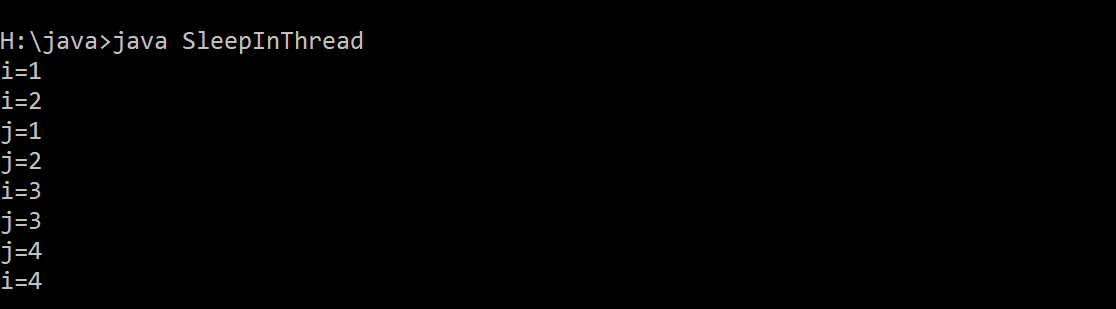 H:\java>java SleepInThread
i=1
i=2
j=1
j=2
i=3
j=3
j=4
i=4